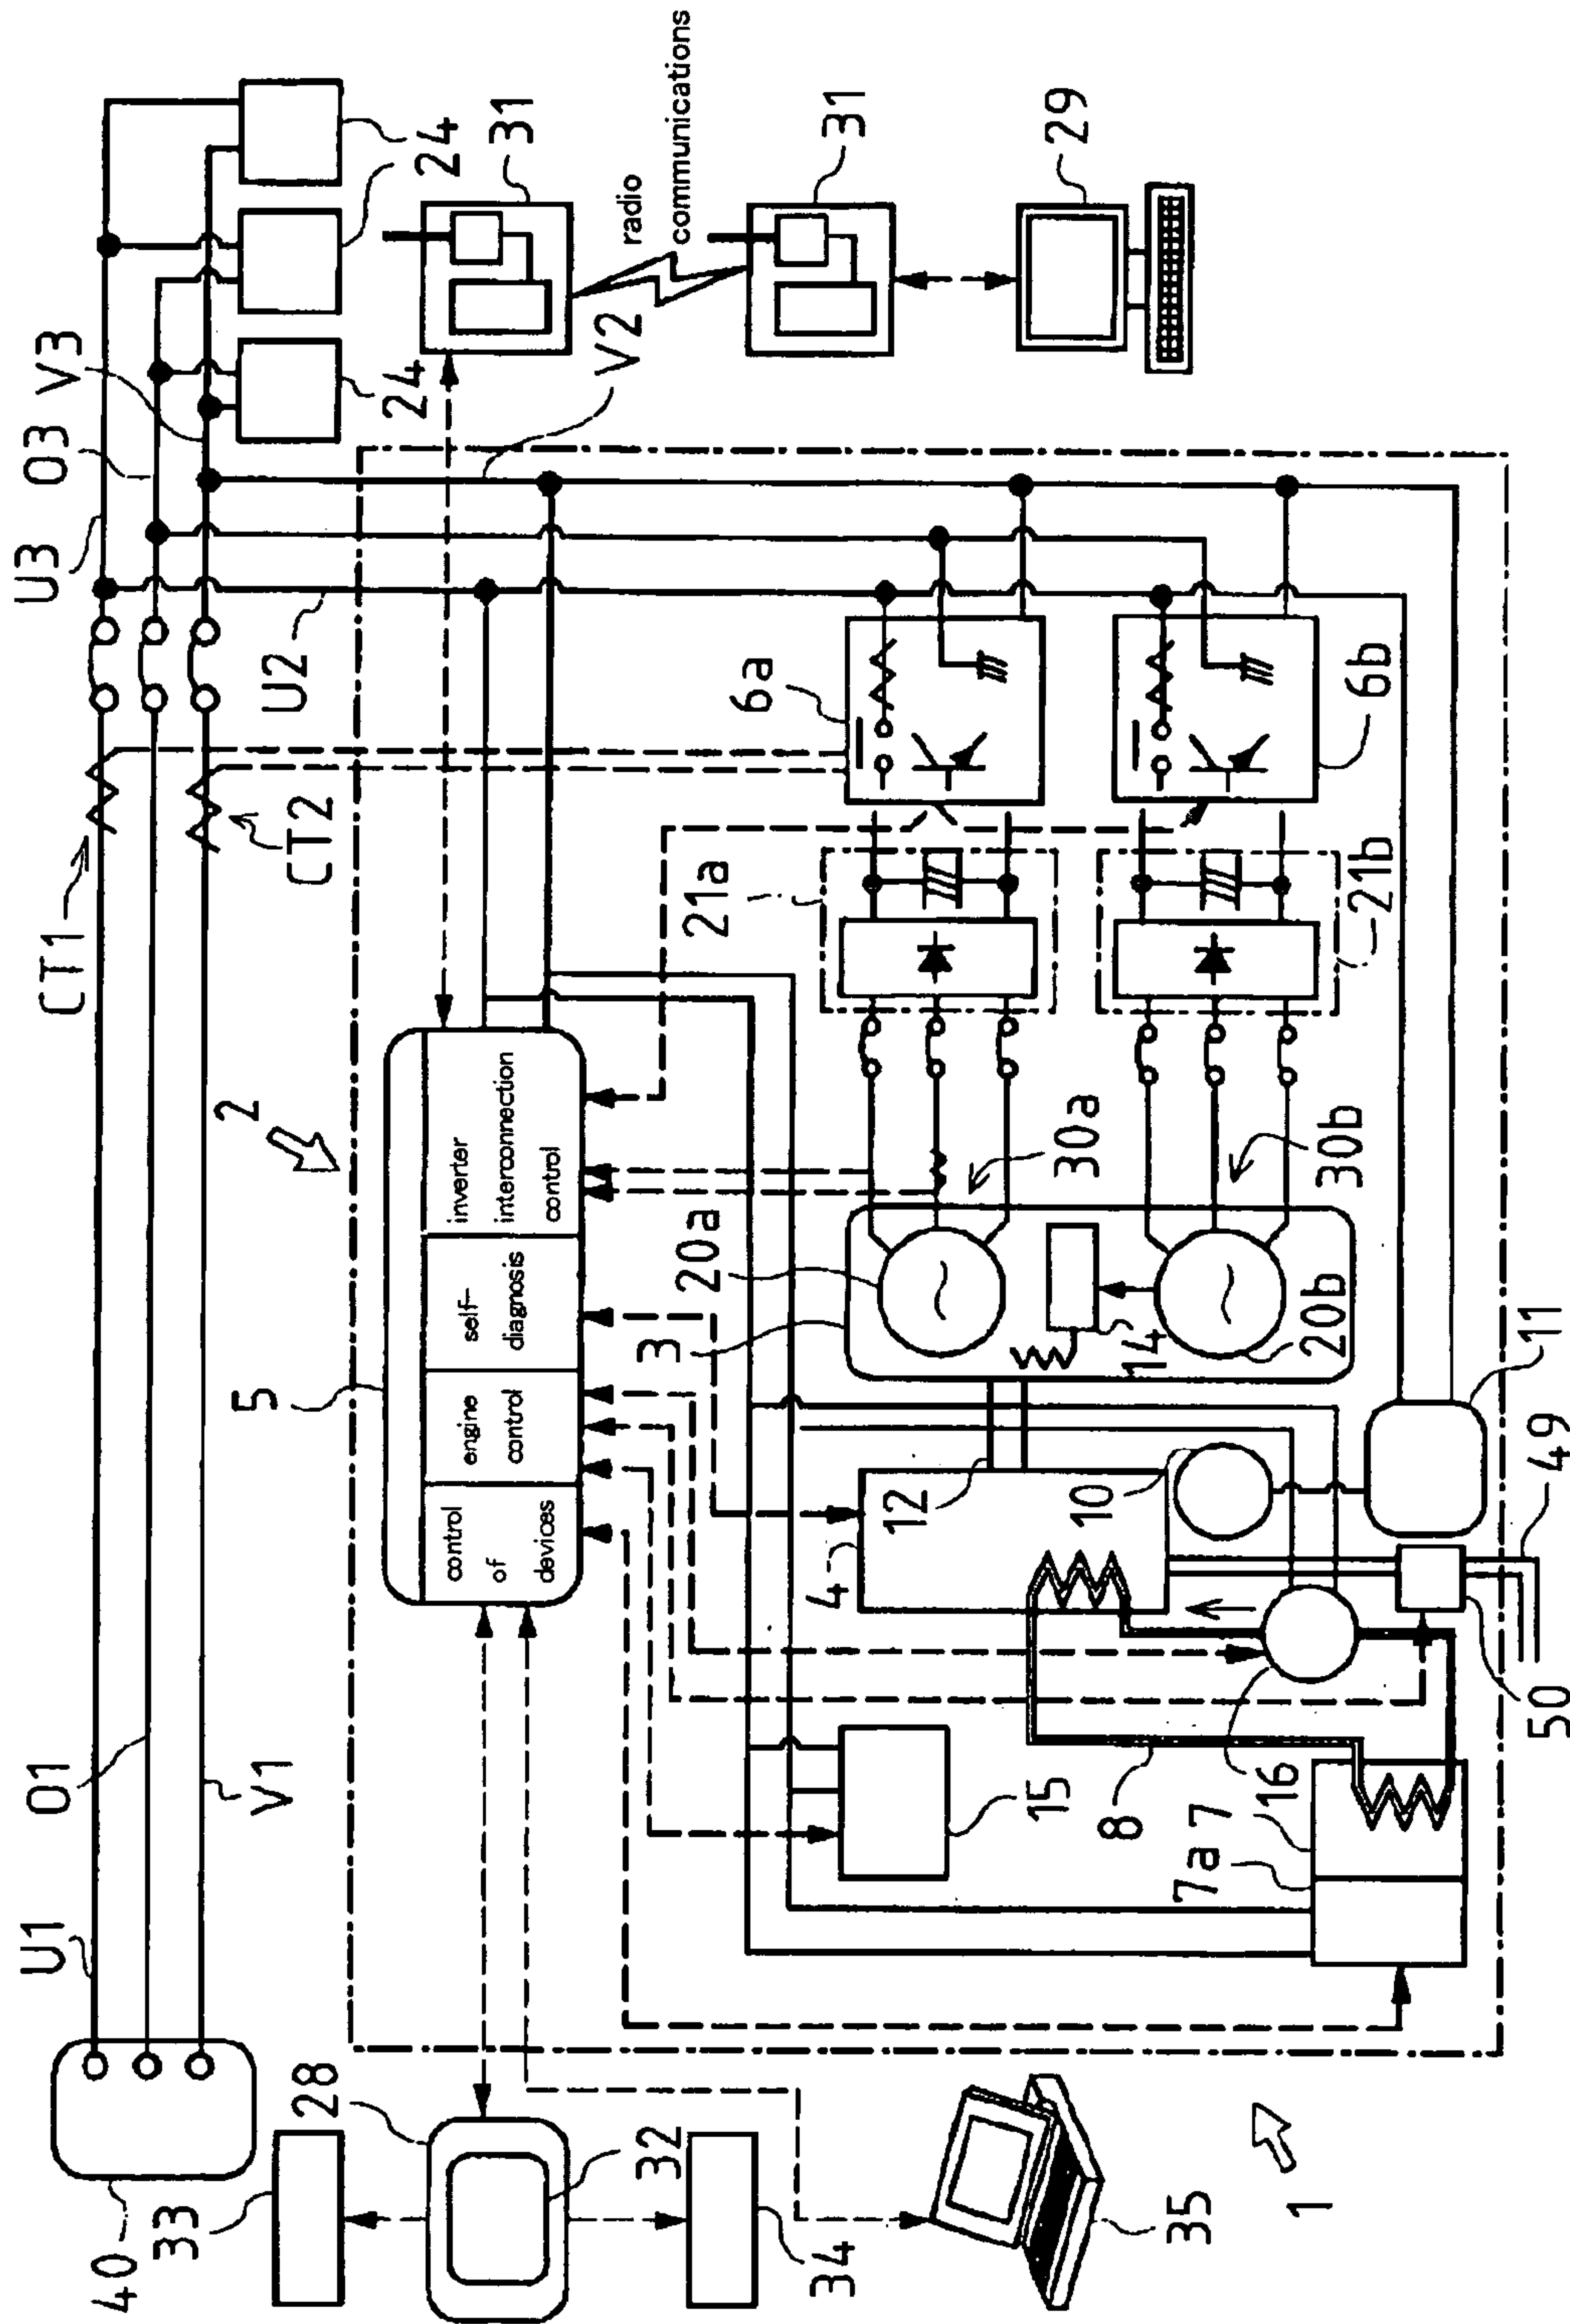 U1
O1
CT1
U3
O3
V3
40
33
V1
5
2
CT2
U2
24
24
28
31
control
of
devices
engine
control
self-
diagnosis
inverter
interconnection
control
V2
radio
communications
32
3
20a
21a
6a
34
4
12
31
15
10
14
30a
29
8
7a
7
16
20b
30b
21b
6b
35
1
50
49
11